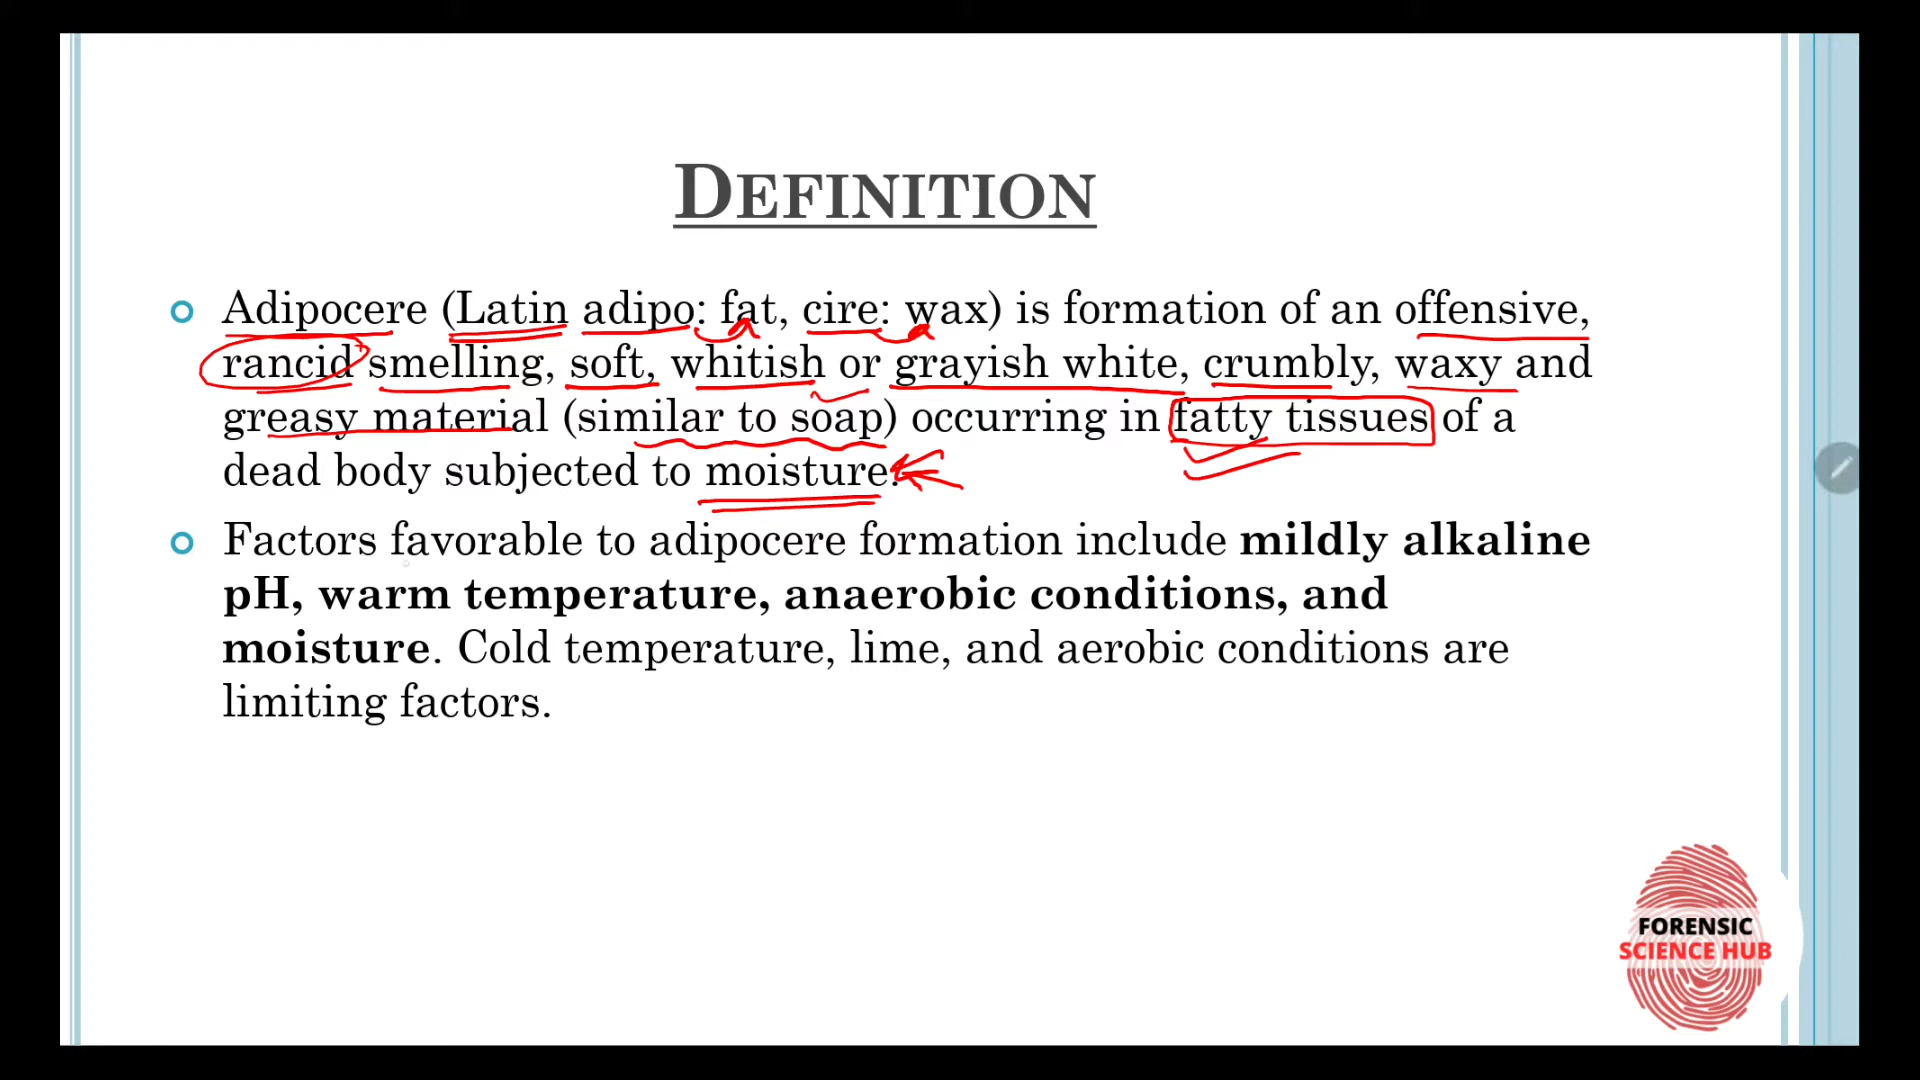 DEFINITION
Adipocere (Latin adipo: fat, cire: wax) is formation of an offensive,
rancid smelling, soft, whitish or grayish white, crumbly, waxy and
greasy material (similar to soap) occurring in fatty tissues of a
dead body subjected to moisture.
Factors favorable to adipocere formation include mildly alkaline
pH, warm temperature, anaerobic conditions, and
moisture. Cold temperature, lime, and aerobic conditions are
limiting factors.
FORENSIC
SCIENCE HUB